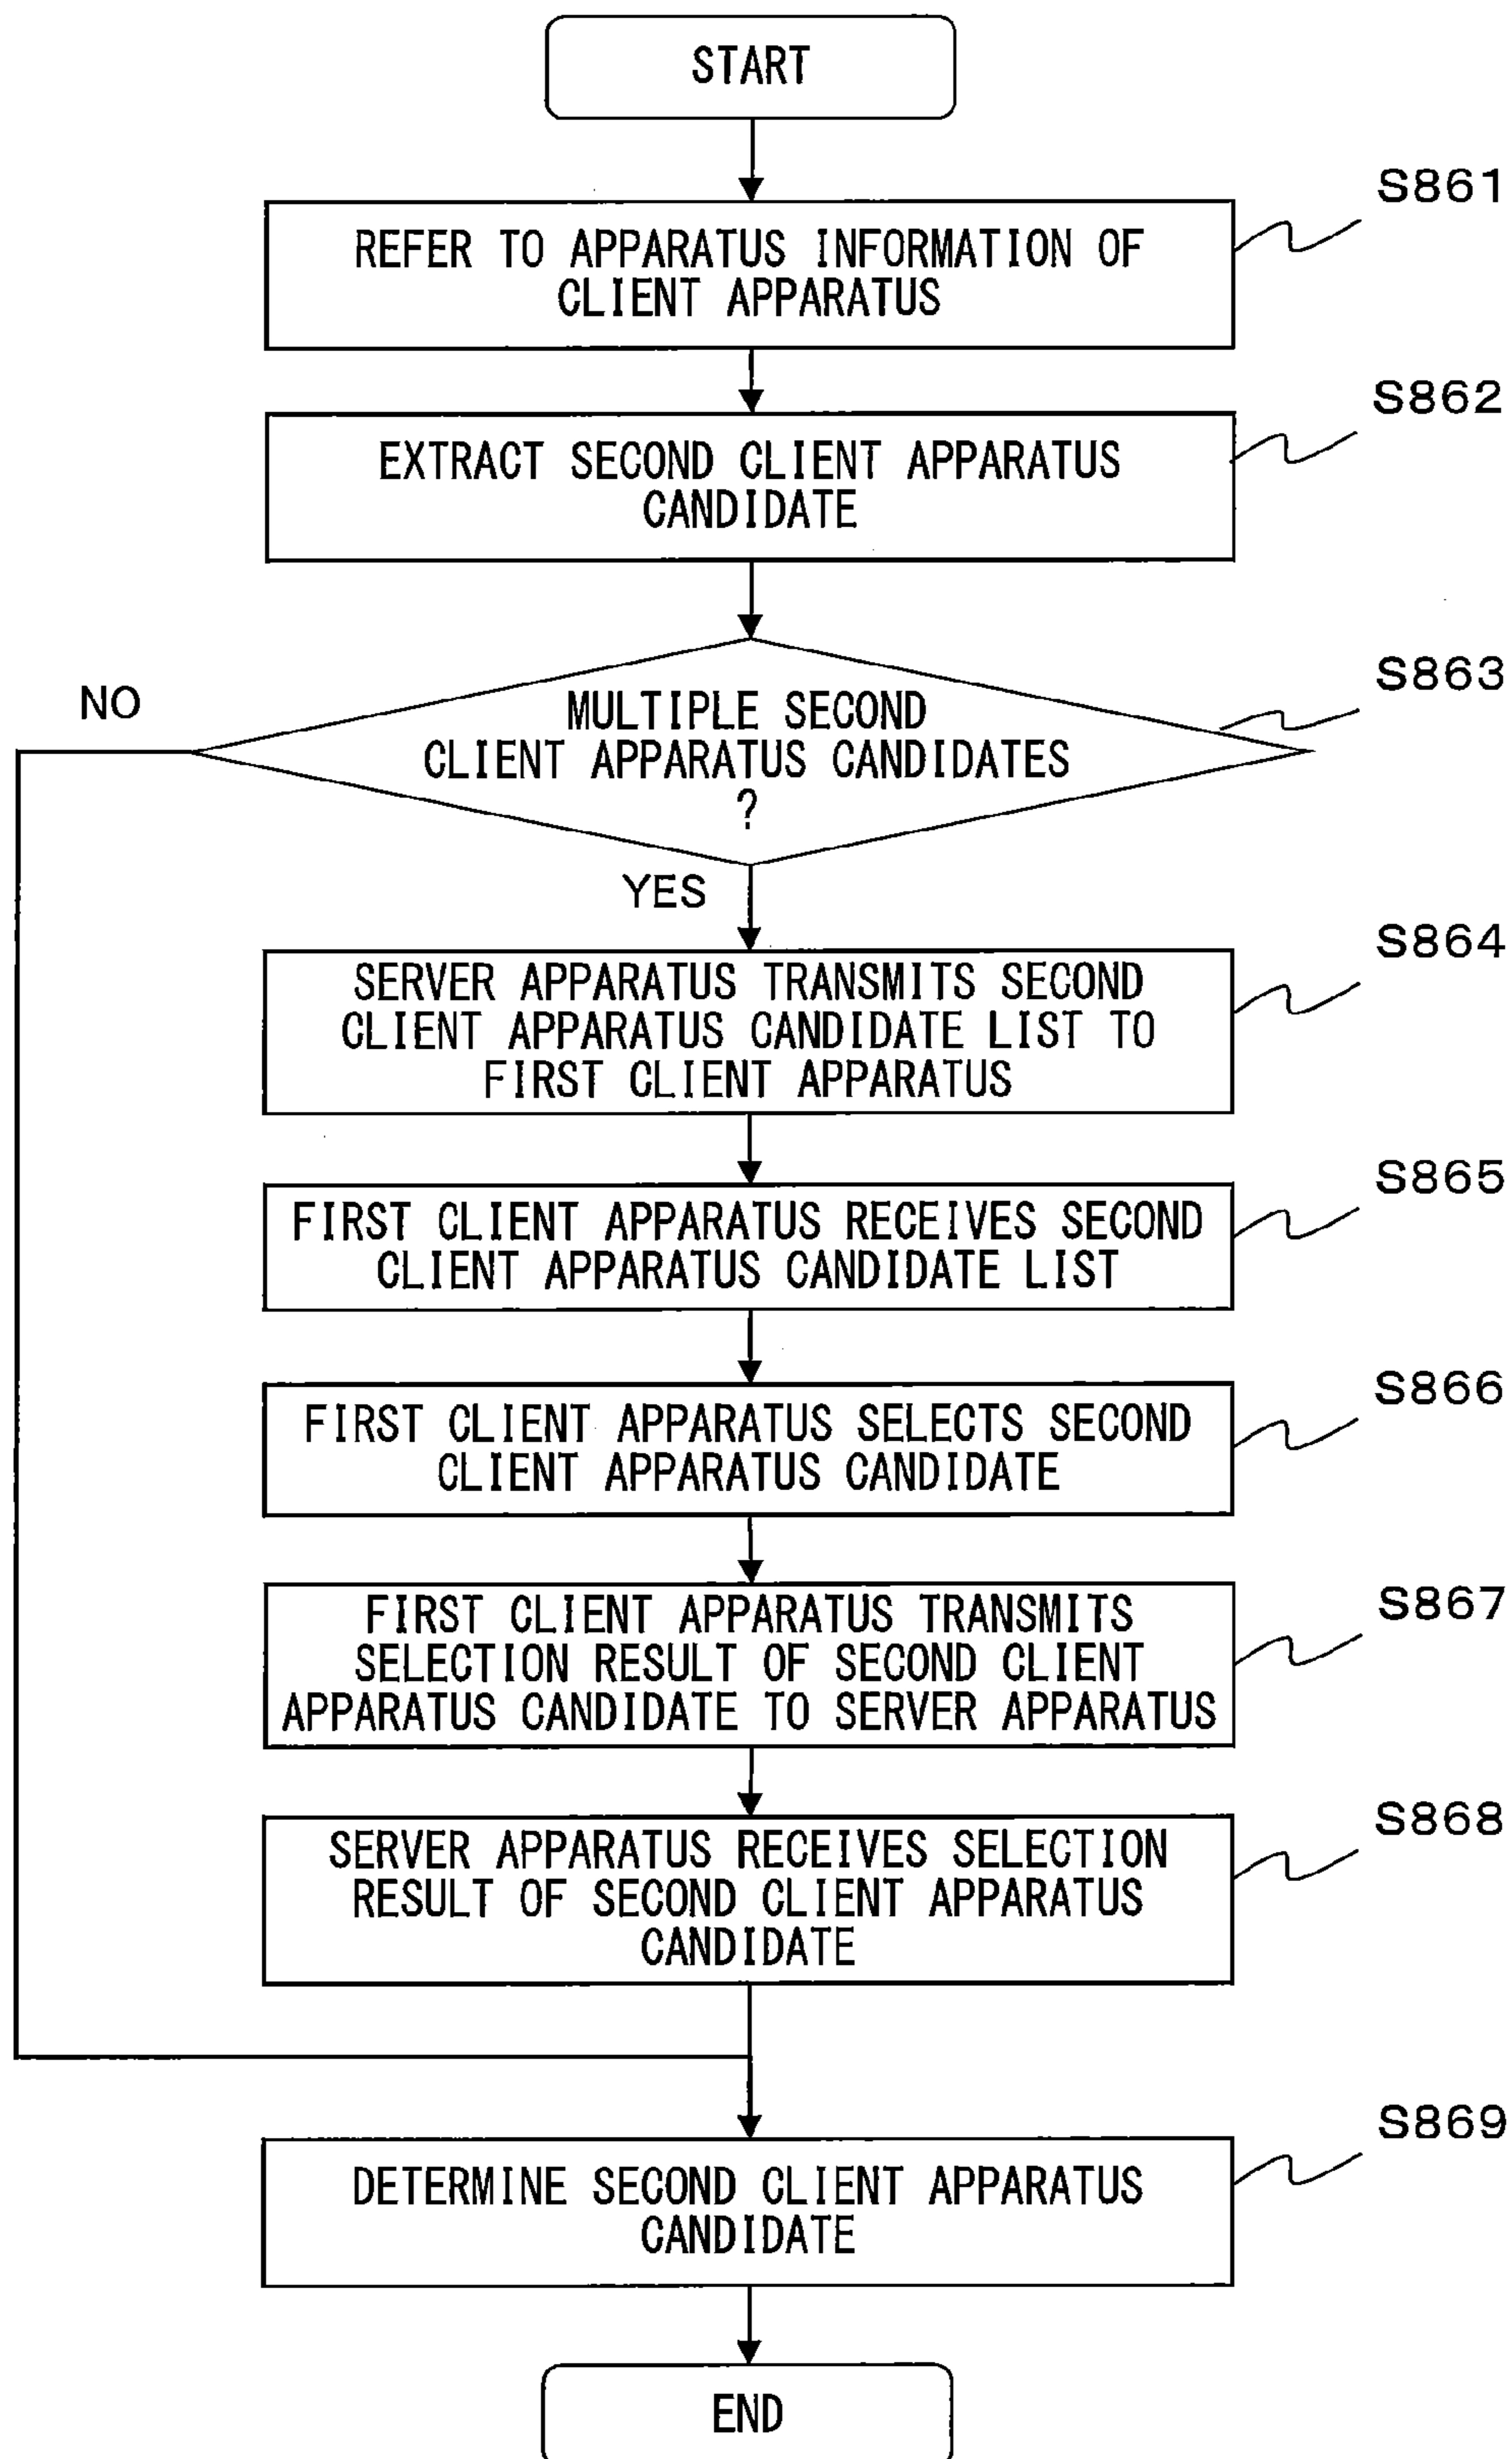 START
S861
REFER TO APPARATUS INFORMATION OF
CLIENT APPARATUS
S862
EXTRACT SECOND CLIENT APPARATUS
CANDIDATE
S863
NO
MULTIPLE SECOND
CLIENT APPARATUS CANDIDATES
?
YES
S864
SERVER APPARATUS TRANSMITS SECOND
CLIENT APPARATUS CANDIDATE LIST TO
FIRST CLIENT APPARATUS
S865
FIRST CLIENT APPARATUS RECEIVES SECOND
CLIENT APPARATUS CANDIDATE LIST
S866
FIRST CLIENT APPARATUS SELECTS SECOND
CLIENT APPARATUS CANDIDATE
S867
FIRST CLIENT APPARATUS TRANSMITS
SELECTION RESULT OF SECOND CLIENT
APPARATUS CANDIDATE TO SERVER APPARATUS
S868
SERVER APPARATUS RECEIVES SELECTION
RESULT OF SECOND CLIENT APPARATUS
CANDIDATE
S869
DETERMINE SECOND CLIENT APPARATUS
CANDIDATE
END